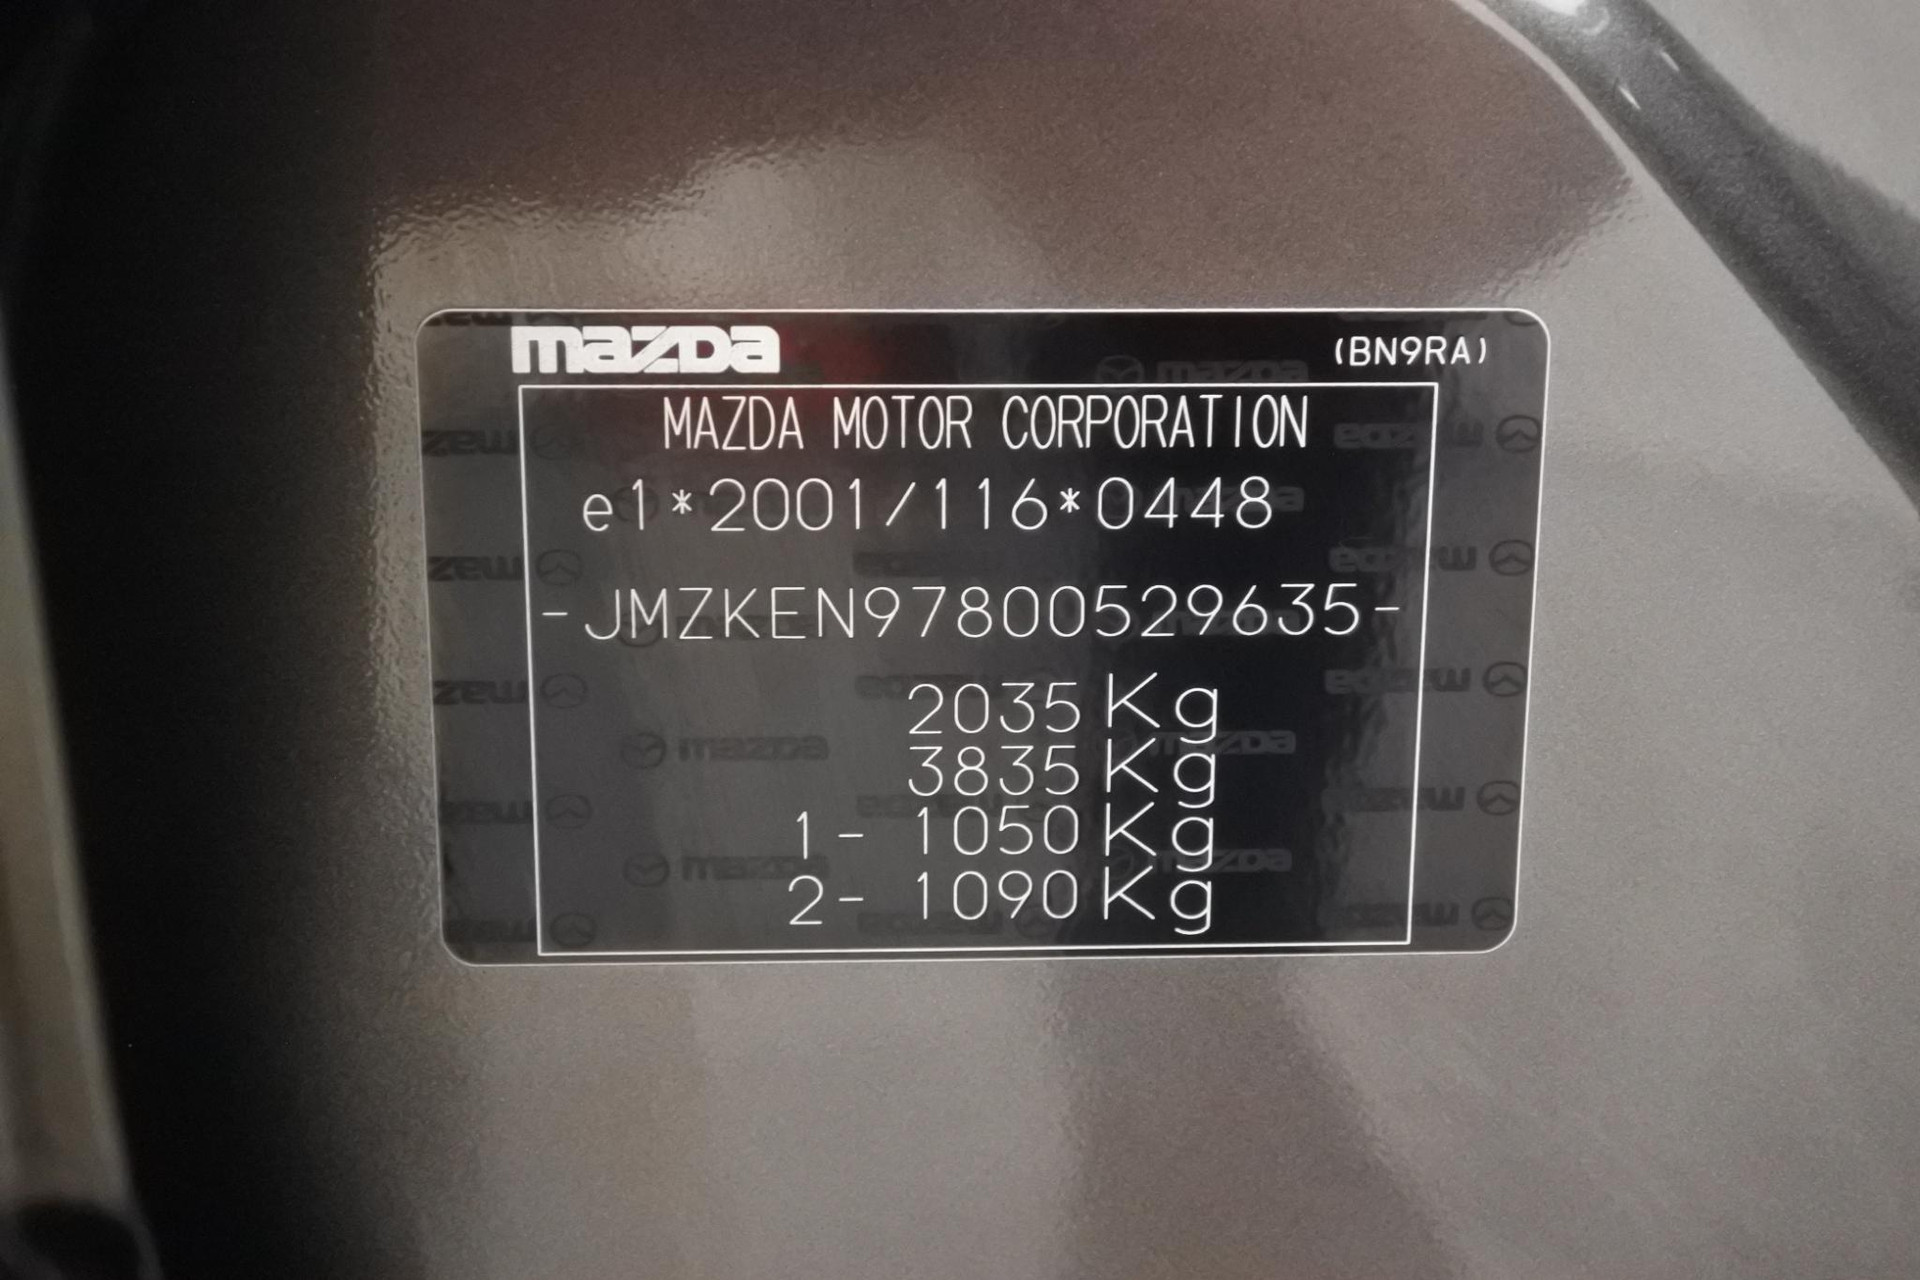 mazda (BN9RA)
MAZDA MOTOR CORPORATION
e1*2001/116*0448
-JMZKEN97800529635-
2035Kg
3835Kg
1- 1050Kg
2- 1090Kg